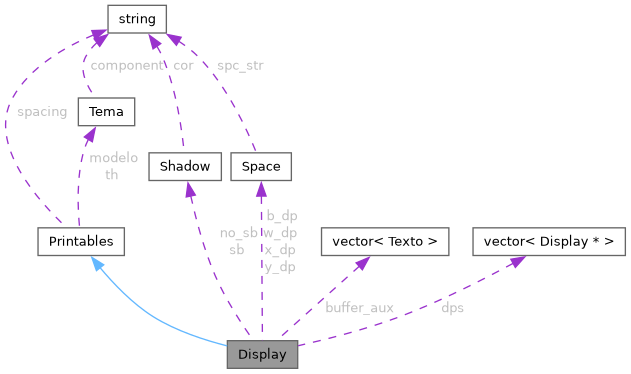 string
component
cor
spc_str
spacing
Tema
modelo
th
Shadow
Space
b_dp
no_sb
w_dp
sb
x_dp
y_dp
Printables
vector< Texto >
vector< Display * >
buffer_aux
dps
Display